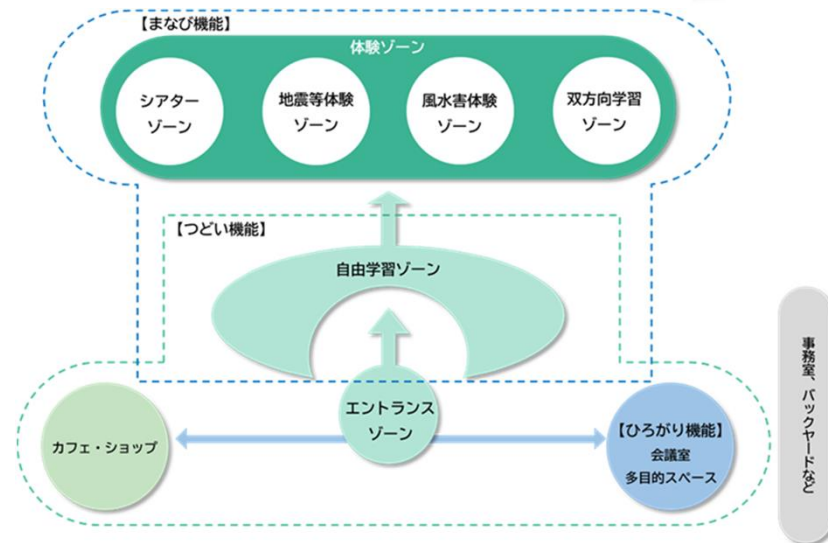 【まなび機能】
体験ゾーン
シアター
ゾーン
地震等体験
ゾーン
風水害体験
ゾーン
双方向学習
ゾーン
【つどい機能】
自由学習ゾーン
エントランス
ゾーン
カフェ・ショップ
【ひろがり機能】
会議室
多目的スペース
事務室、バックヤードなど